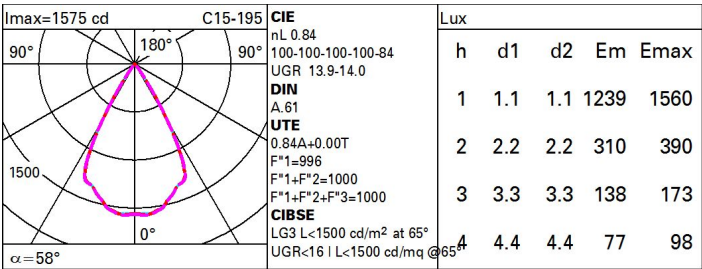 Imax=1575 cd C15-195
90° 180° 90°
1500
0°
α=58°
CIE
nL 0.84
100-100-100-100-84
UGR 13.9-14.0
DIN
A.61
UTE
0.84A+0.00T
F"1=996
F"1+F"2=1000
F"1+F"2+F"3=1000
CIBSE
LG3 L<1500 cd/m² at 65°
UGR<16 | L<1500 cd/mq @65°
Lux
h d1 d2 Em Emax
1 1.1 1.1 1239 1560
2 2.2 2.2 310 390
3 3.3 3.3 138 173
4 4.4 4.4 77 98